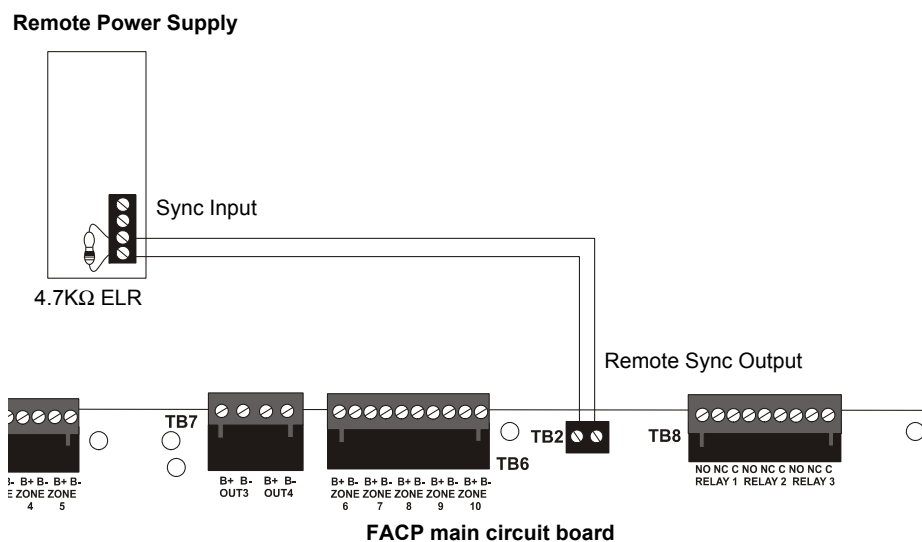 Remote Power Supply
Sync Input
4.7KΩ ELR
Remote Sync Output
TB7
TB6
TB2
TB8
B- B+ B- B+ B-
E ZONE ZONE
4 5
B+ B- B+ B-
OUT3 OUT4
B+ B- B+ B- B+ B- B+ B- B+ B-
ZONE ZONE ZONE ZONE ZONE
6 7 8 9 10
NO NC C NO NC C NO NC C
RELAY 1 RELAY 2 RELAY 3
FACP main circuit board